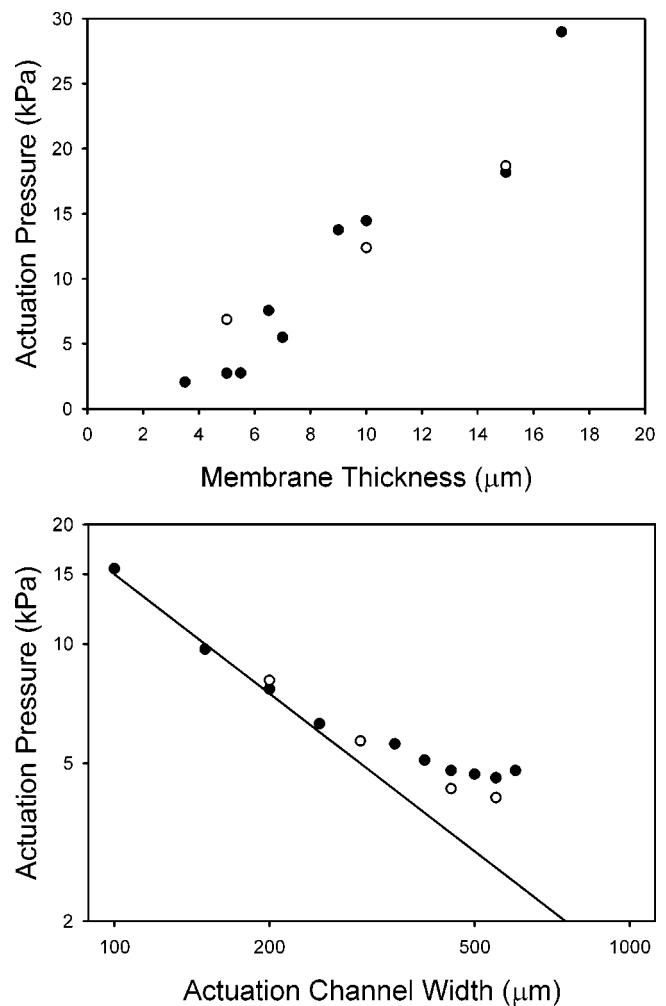 30
25
20
15
10
5
0
Actuation Pressure (kPa)
0 2 4 6 8 10 12 14 16 18 20
Membrane Thickness (μm)
20
15
10
5
2
Actuation Pressure (kPa)
100 200 500 1000
Actuation Channel Width (μm)